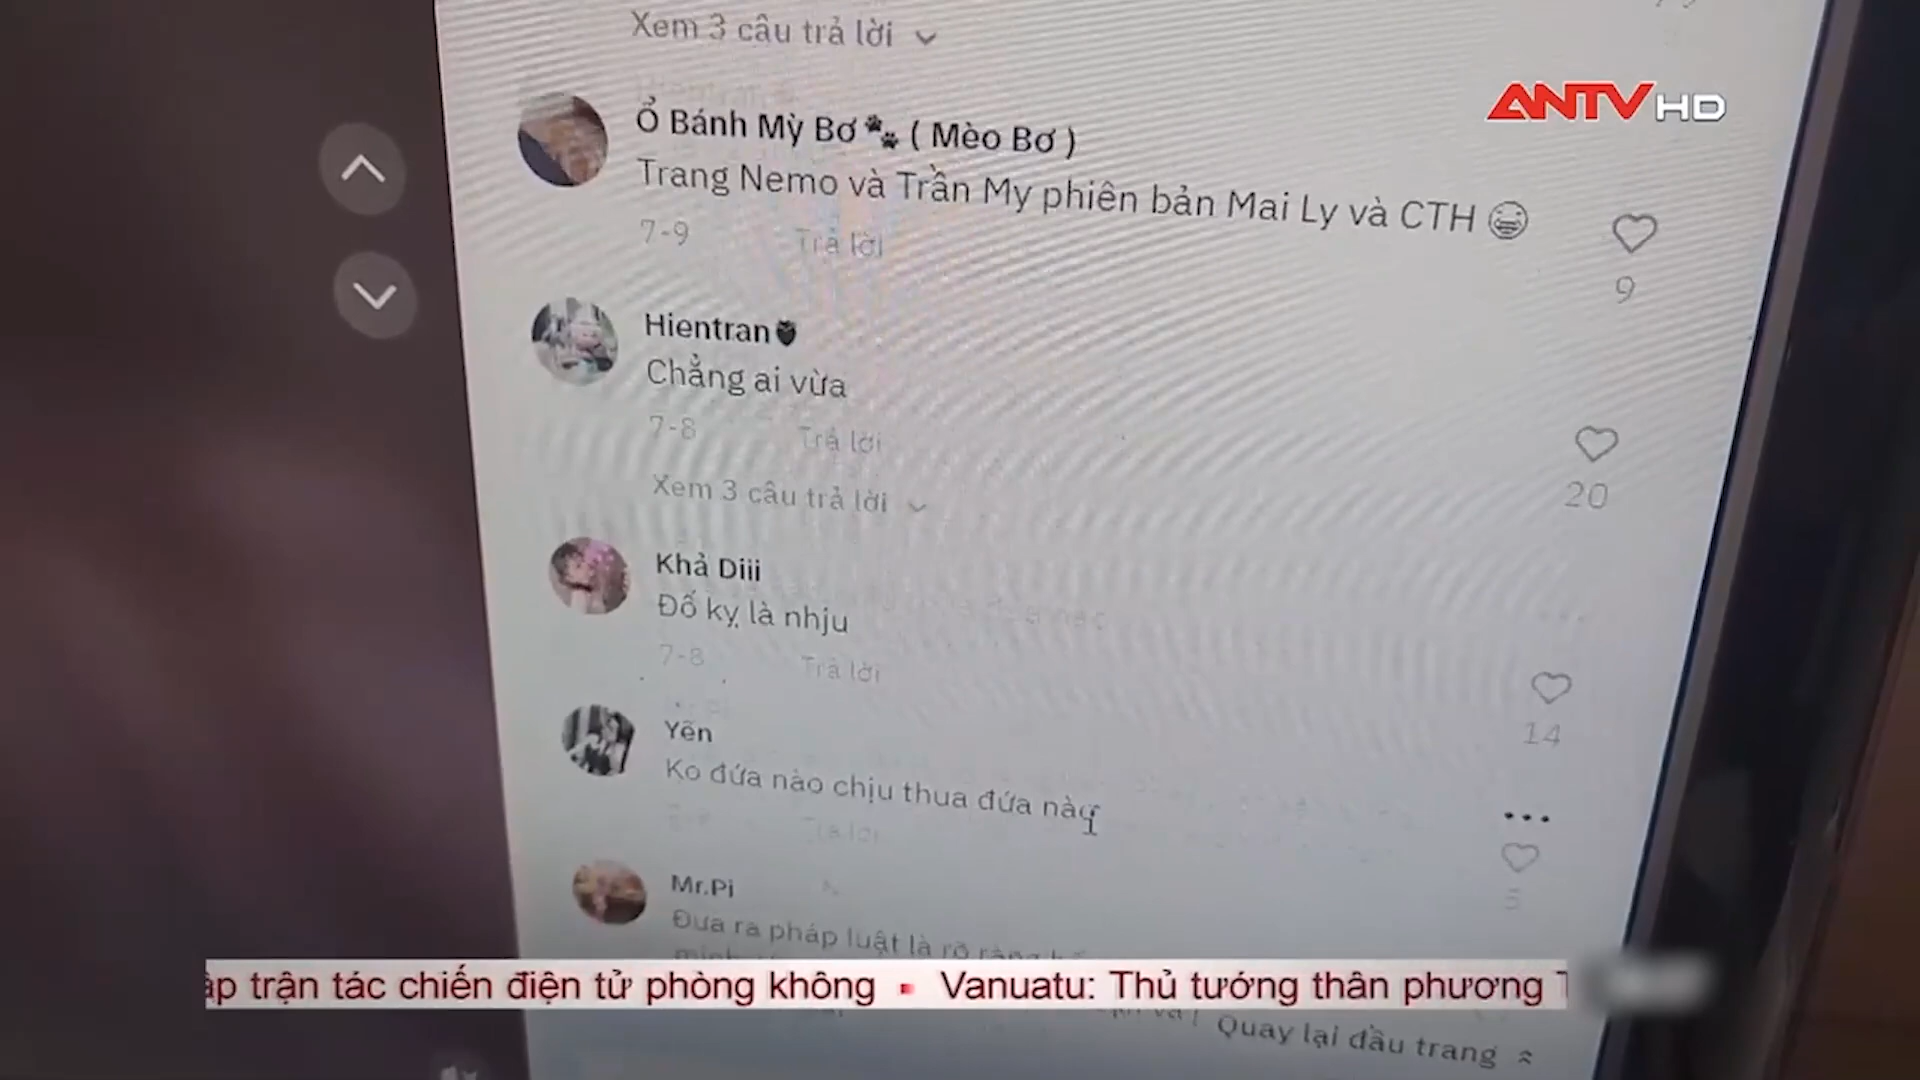 Xem 3 câu trả lời
ANTV HD
Ổ Bánh Mỳ Bơ🐾 ( Mèo Bơ )
Trang Nemo và Trần My phiên bản Mai Ly và CTH 😂
7-9 Trả lời
9
Hientran
Chẳng ai vừa
7-8 Trả lời
20
Xem 3 câu trả lời
Khả Diii
Đố kỵ là nhju
7-8 Trả lời
14
Yến
Ko đứa nào chịu thua đứa nào
Trả lời
5
Mr.Pi
Đưa ra pháp luật là rõ ràng
trận tác chiến điện tử phòng không ▪ Vanuatu: Thủ tướng thân phương
Quay lại đầu trang